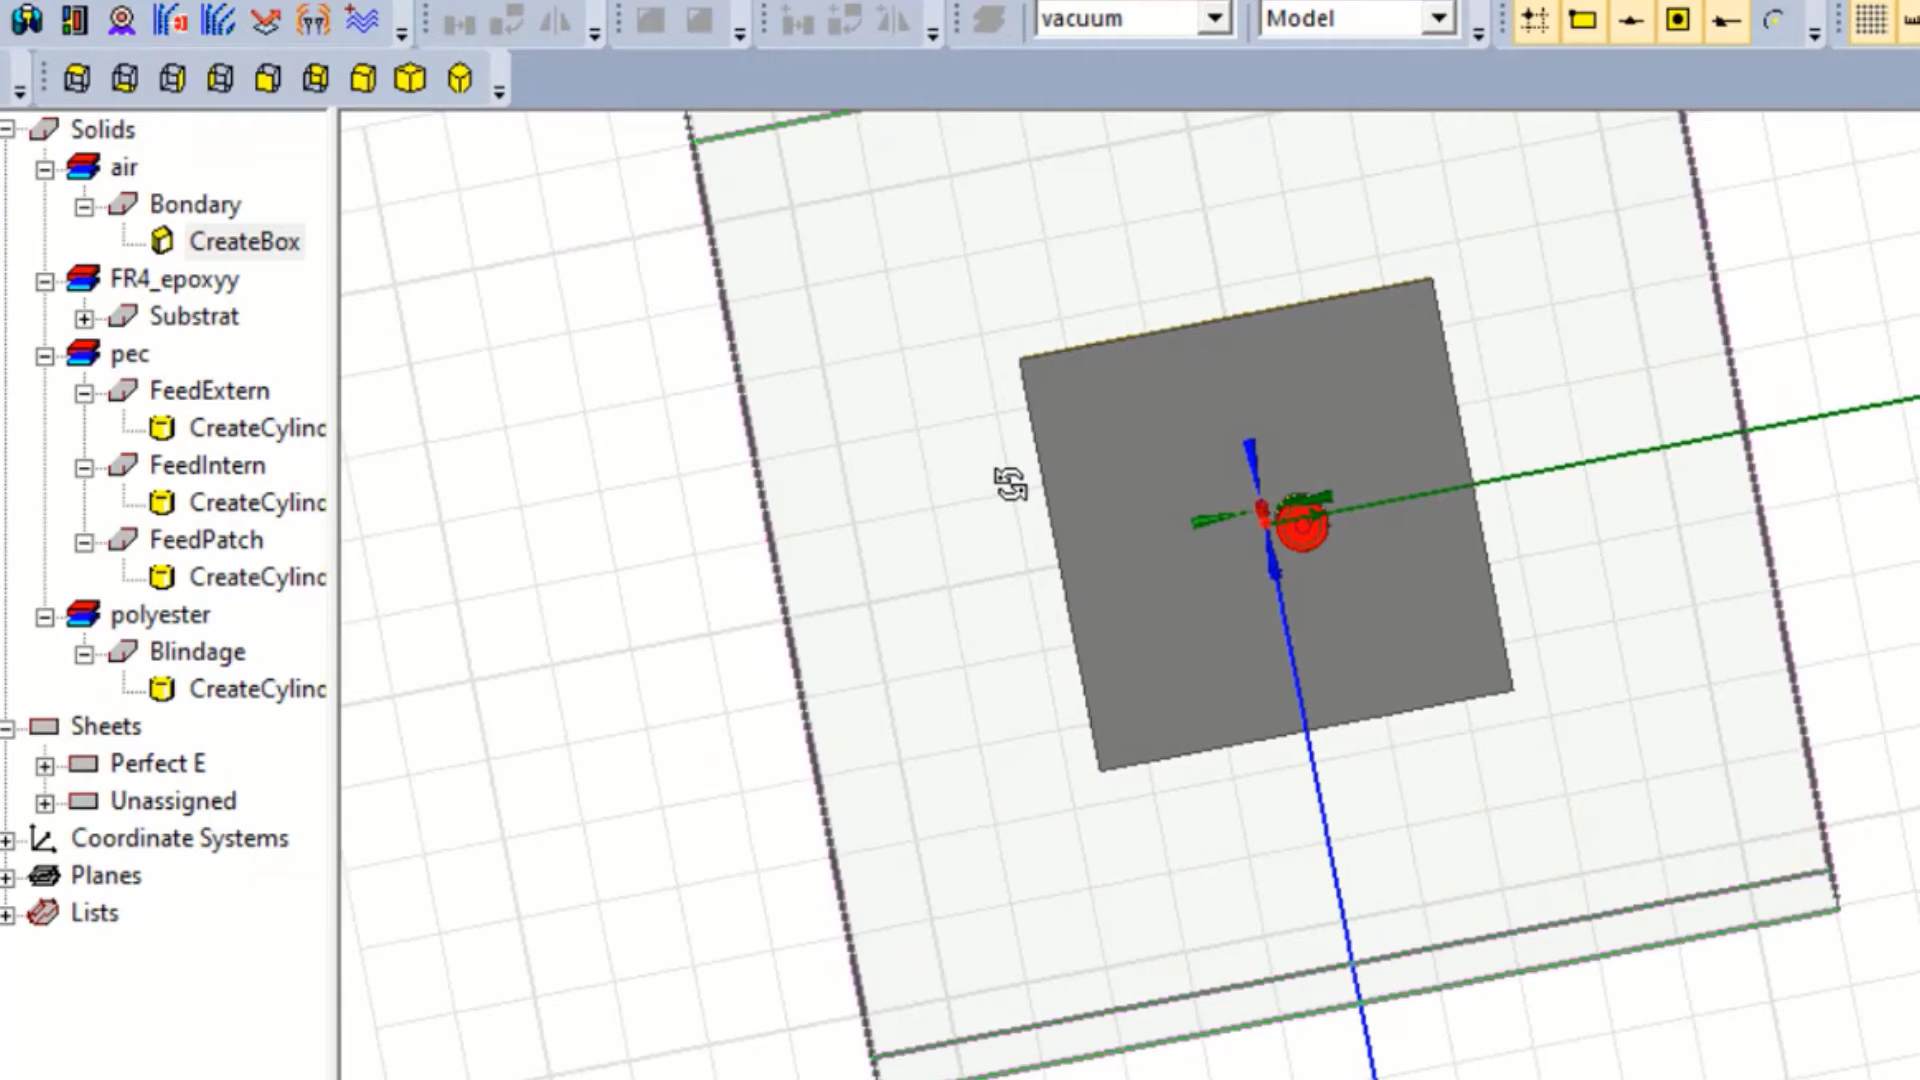 vacuum
Model
Solids
air
Bondary
CreateBox
FR4_epoxyy
Substrat
pec
FeedExtern
CreateCylinc
FeedIntern
CreateCylinc
FeedPatch
CreateCylinc
polyester
Blindage
CreateCylinc
Sheets
Perfect E
Unassigned
Coordinate Systems
Planes
Lists